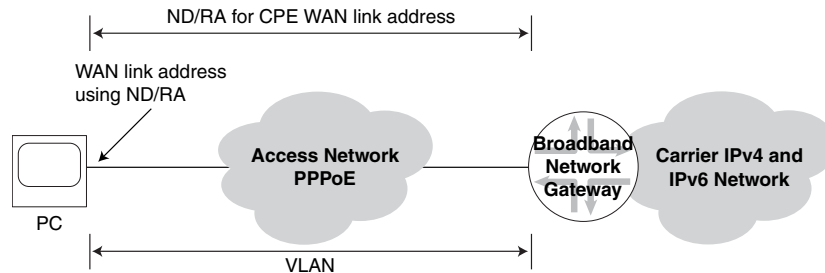 ND/RA for CPE WAN link address
WAN link address
using ND/RA
Access Network
PPPoE
Broadband
Network
Gateway
Carrier IPv4 and
IPv6 Network
PC
VLAN